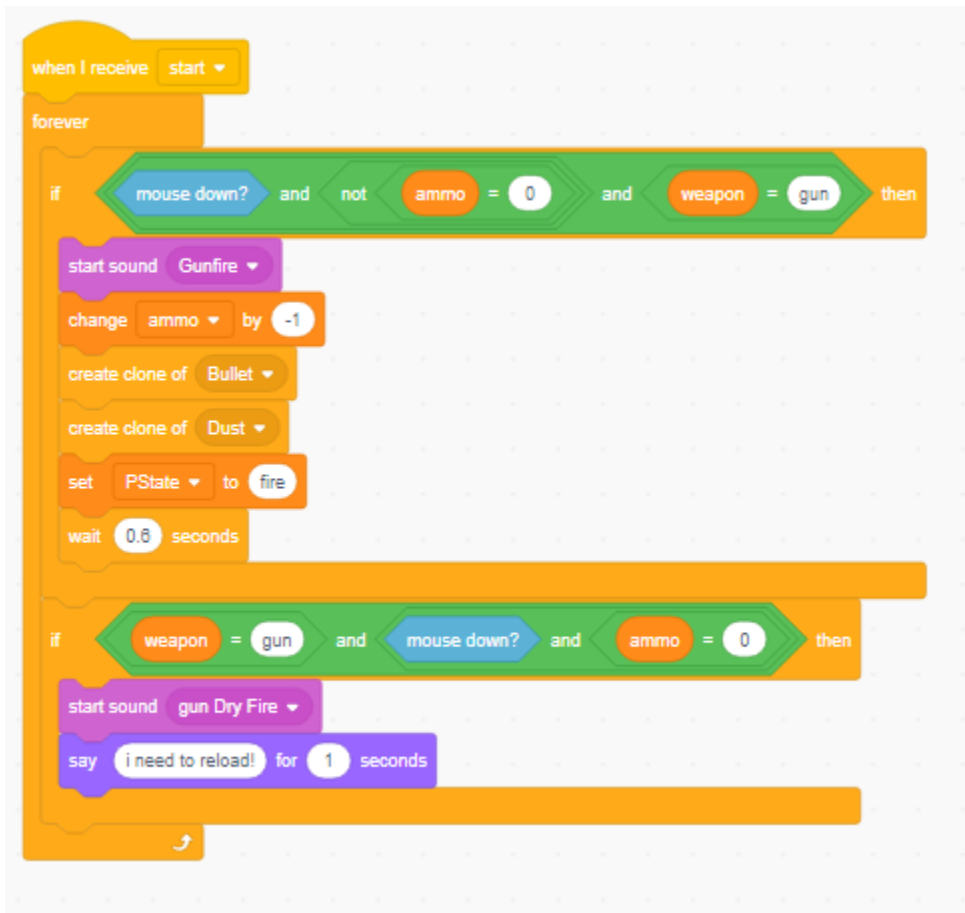 when I receive start
forever
if mouse down? and not ammo = 0 and weapon = gun then
start sound Gunfire
change ammo by -1
create clone of Bullet
create clone of Dust
set PState to fire
wait 0.6 seconds
if weapon = gun and mouse down? and ammo = 0 then
start sound gun Dry Fire
say i need to reload! for 1 seconds